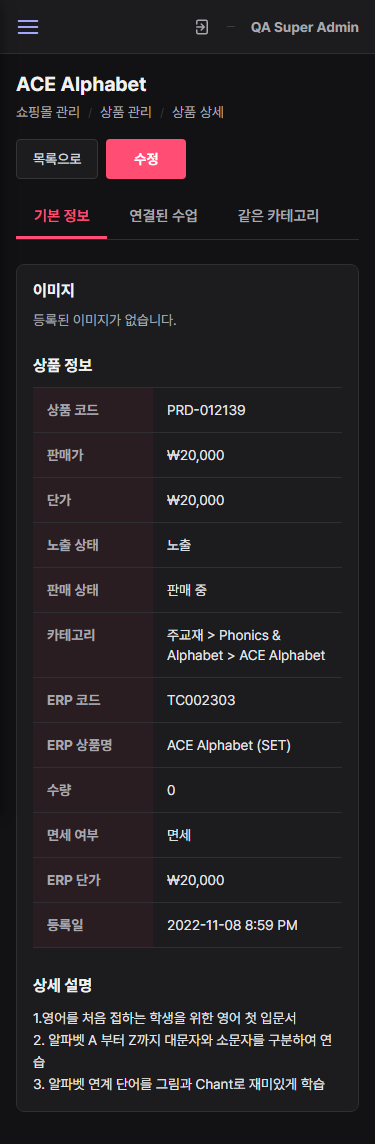 QA Super Admin
ACE Alphabet
쇼핑몰 관리 / 상품 관리 / 상품 상세
목록으로 수정
기본 정보 연결된 수업 같은 카테고리
이미지
등록된 이미지가 없습니다.
상품 정보
상품 코드 PRD-012139
판매가 ₩20,000
단가 ₩20,000
노출 상태 노출
판매 상태 판매 중
카테고리 주교재 > Phonics &
Alphabet > ACE Alphabet
ERP 코드 TC002303
ERP 상품명 ACE Alphabet (SET)
수량 0
면세 여부 면세
ERP 단가 ₩20,000
등록일 2022-11-08 8:59 PM
상세 설명
1.영어를 처음 접하는 학생을 위한 영어 첫 입문서
2. 알파벳 A 부터 Z까지 대문자와 소문자를 구분하여 연
습
3. 알파벳 연계 단어를 그림과 Chant로 재미있게 학습